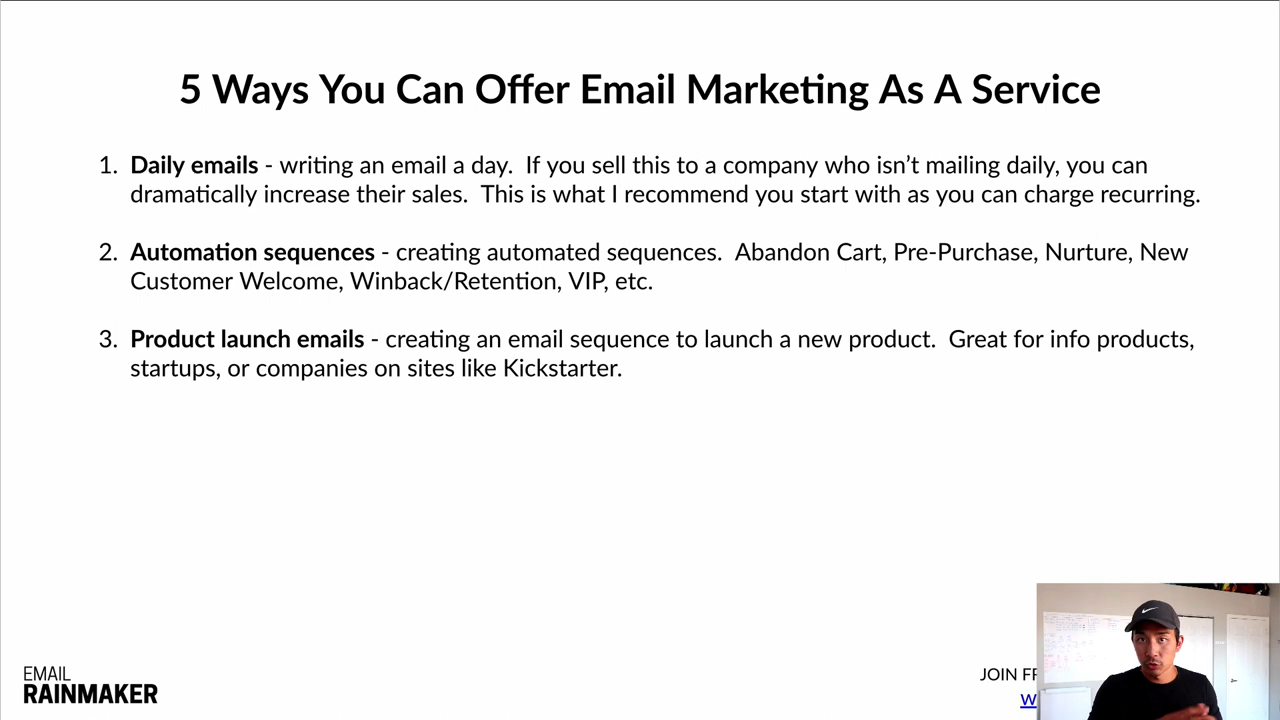 5 Ways You Can Offer Email Marketing As A Service
1. Daily emails - writing an email a day. If you sell this to a company who isn’t mailing daily, you can
dramatically increase their sales. This is what I recommend you start with as you can charge recurring.
2. Automation sequences - creating automated sequences. Abandon Cart, Pre-Purchase, Nurture, New
Customer Welcome, Winback/Retention, VIP, etc.
3. Product launch emails - creating an email sequence to launch a new product. Great for info products,
startups, or companies on sites like Kickstarter.
EMAIL
RAINMAKER
JOIN